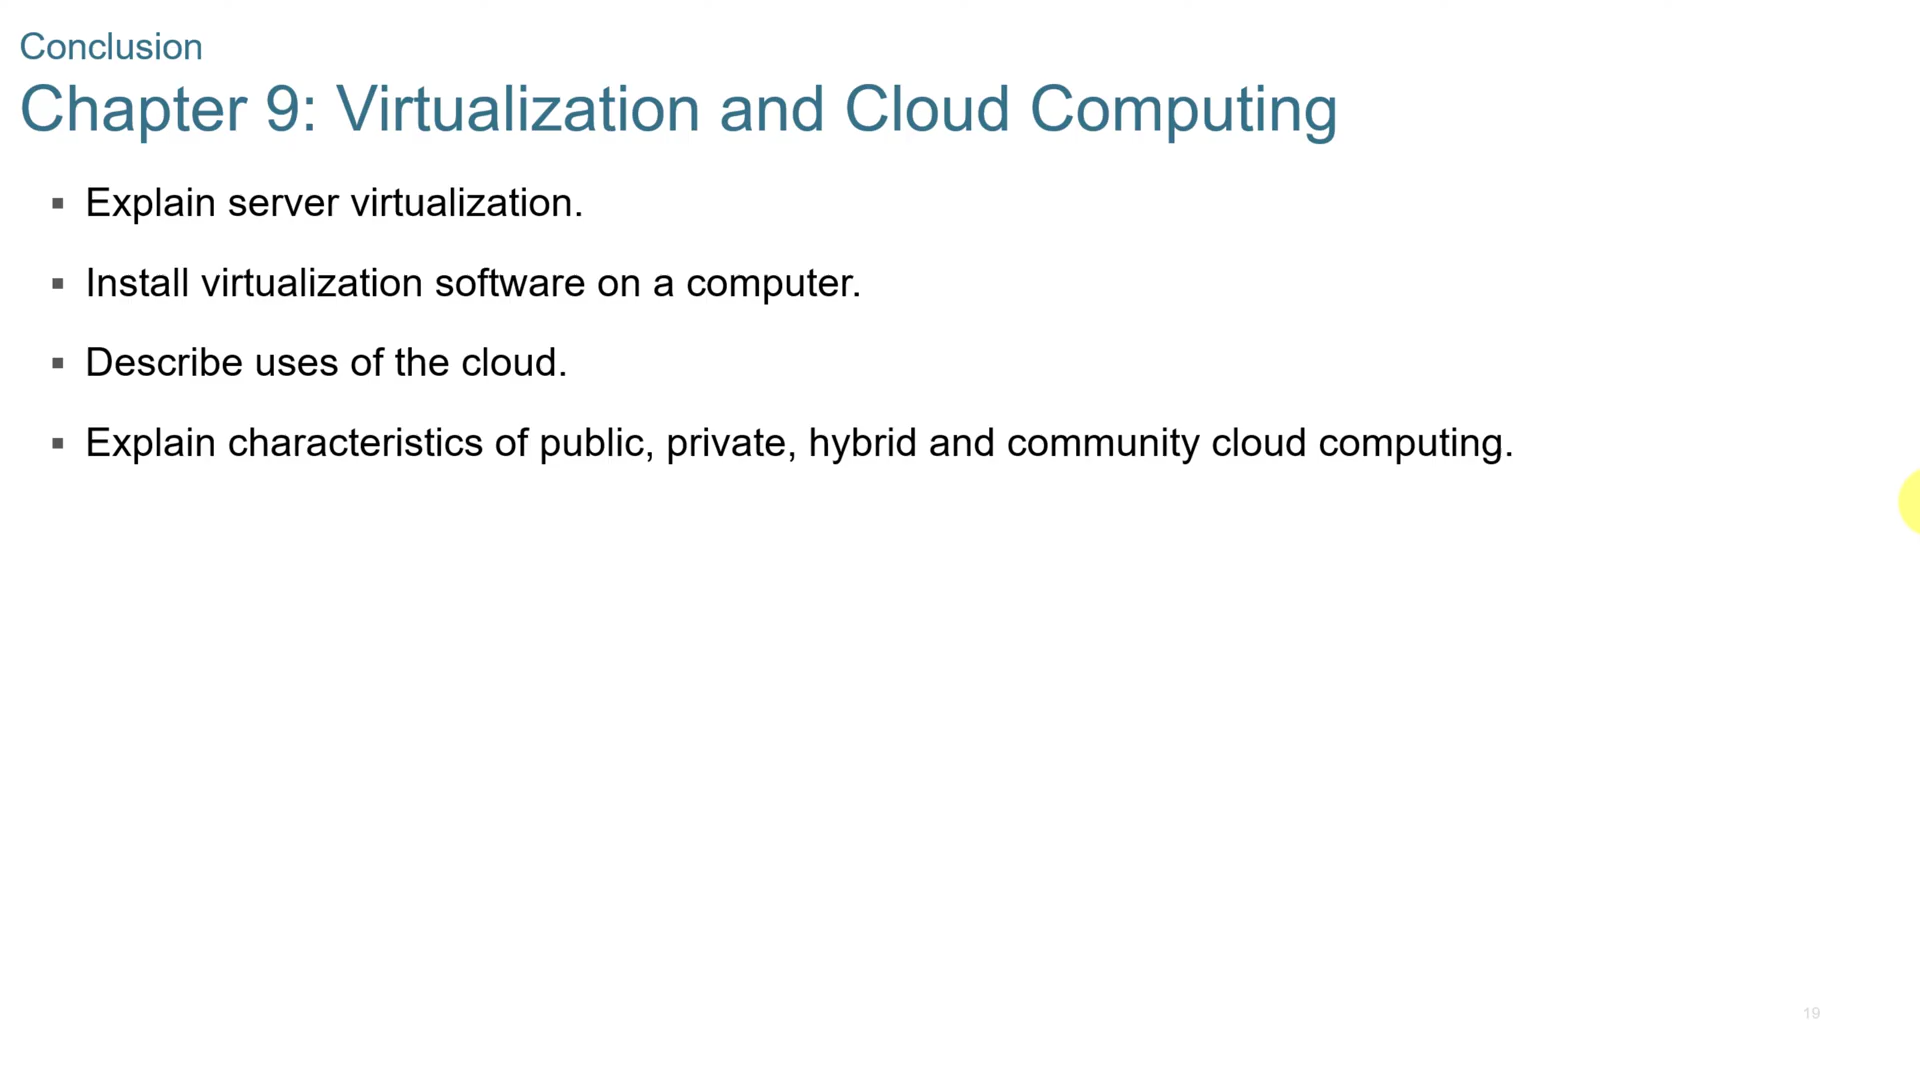 Conclusion
Chapter 9: Virtualization and Cloud Computing
▪ Explain server virtualization.
▪ Install virtualization software on a computer.
▪ Describe uses of the cloud.
▪ Explain characteristics of public, private, hybrid and community cloud computing.
19